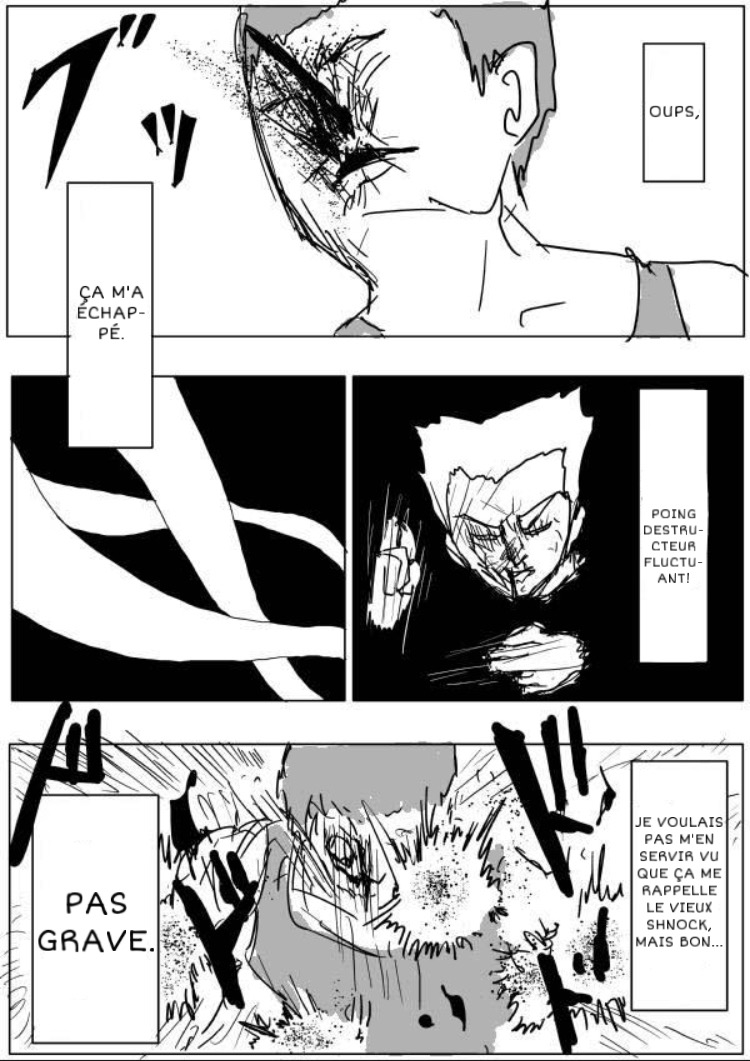 OUPS,
ÇA M'A
ÉCHAP-
PÉ.
POING
DESTRU-
CTEUR
FLUCTU-
ANT!
JE VOULAIS
PAS M'EN
SERVIR VU
QUE ÇA ME
RAPPELLE
LE VIEUX
SHNOCK,
MAIS BON...
PAS
GRAVE.